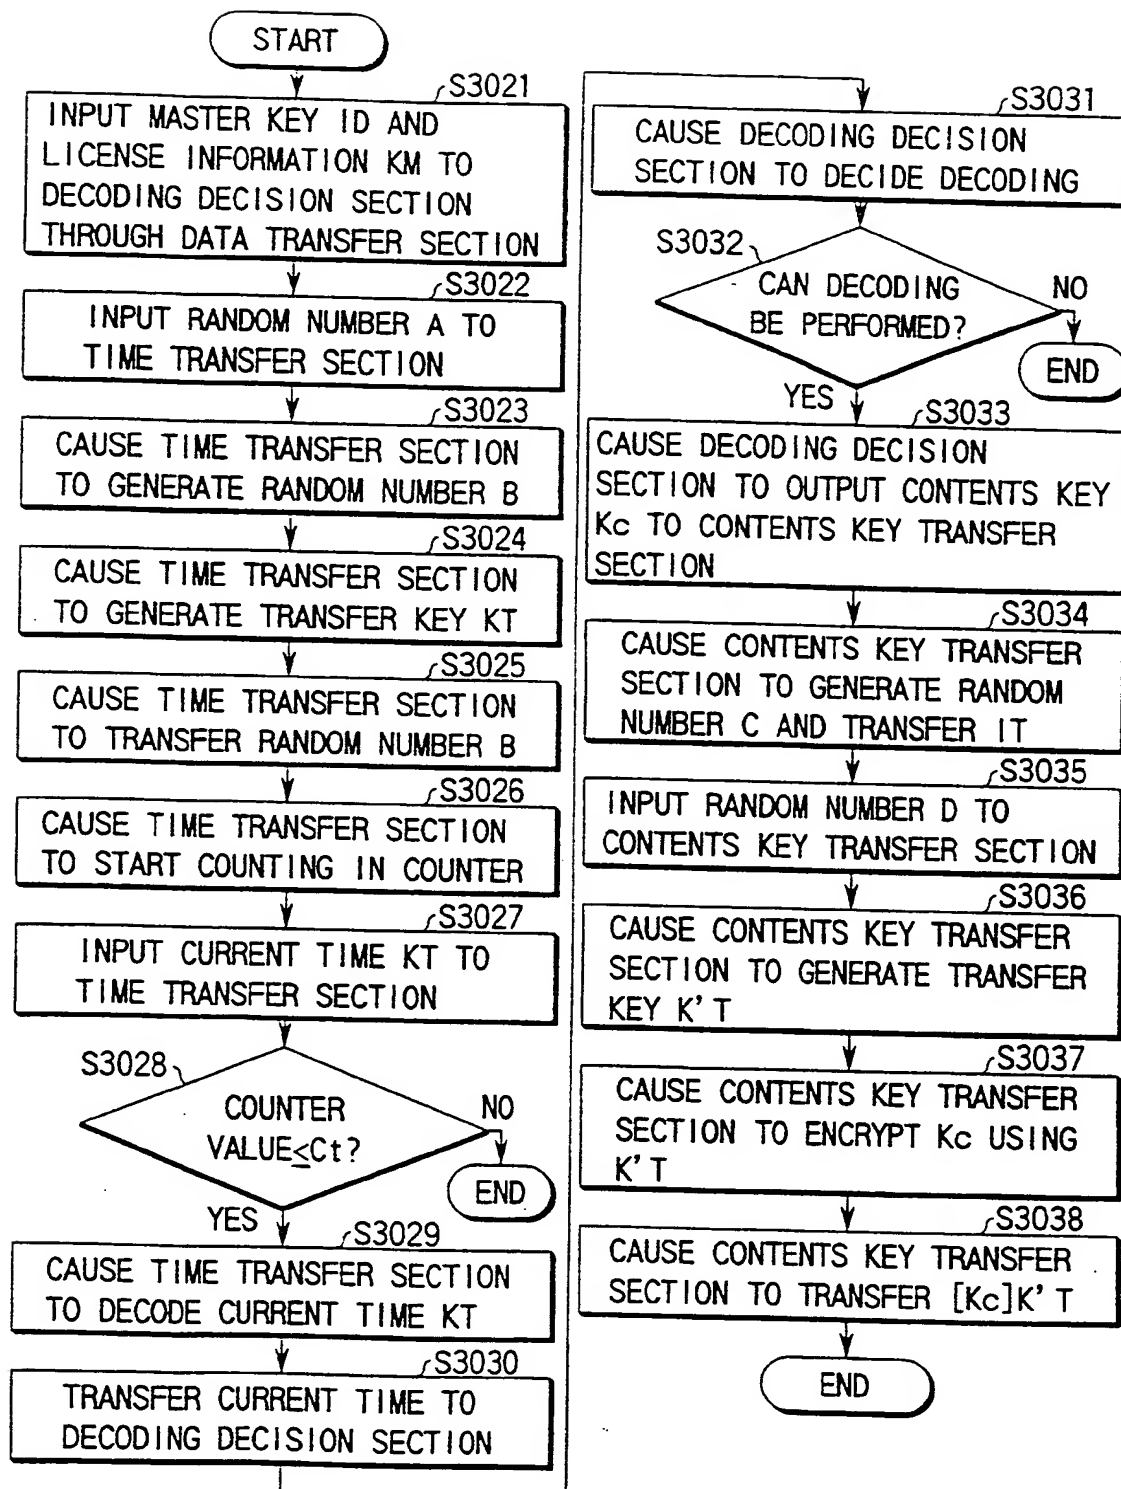 START
S3021
INPUT MASTER KEY ID AND
LICENSE INFORMATION KM TO
DECODING DECISION SECTION
THROUGH DATA TRANSFER SECTION
S3022
INPUT RANDOM NUMBER A TO
TIME TRANSFER SECTION
S3023
CAUSE TIME TRANSFER SECTION
TO GENERATE RANDOM NUMBER B
S3024
CAUSE TIME TRANSFER SECTION
TO GENERATE TRANSFER KEY KT
S3025
CAUSE TIME TRANSFER SECTION
TO TRANSFER RANDOM NUMBER B
S3026
CAUSE TIME TRANSFER SECTION
TO START COUNTING IN COUNTER
S3027
INPUT CURRENT TIME KT TO
TIME TRANSFER SECTION
S3028
COUNTER
VALUE≤Ct?
NO
END
YES
S3029
CAUSE TIME TRANSFER SECTION
TO DECODE CURRENT TIME KT
S3030
TRANSFER CURRENT TIME TO
DECODING DECISION SECTION
S3031
CAUSE DECODING DECISION
SECTION TO DECIDE DECODING
S3032
CAN DECODING
BE PERFORMED?
NO
END
YES
S3033
CAUSE DECODING DECISION
SECTION TO OUTPUT CONTENTS KEY
Kc TO CONTENTS KEY TRANSFER
SECTION
S3034
CAUSE CONTENTS KEY TRANSFER
SECTION TO GENERATE RANDOM
NUMBER C AND TRANSFER IT
S3035
INPUT RANDOM NUMBER D TO
CONTENTS KEY TRANSFER SECTION
S3036
CAUSE CONTENTS KEY TRANSFER
SECTION TO GENERATE TRANSFER
KEY K'T
S3037
CAUSE CONTENTS KEY TRANSFER
SECTION TO ENCRYPT Kc USING
K'T
S3038
CAUSE CONTENTS KEY TRANSFER
SECTION TO TRANSFER [Kc]K'T
END